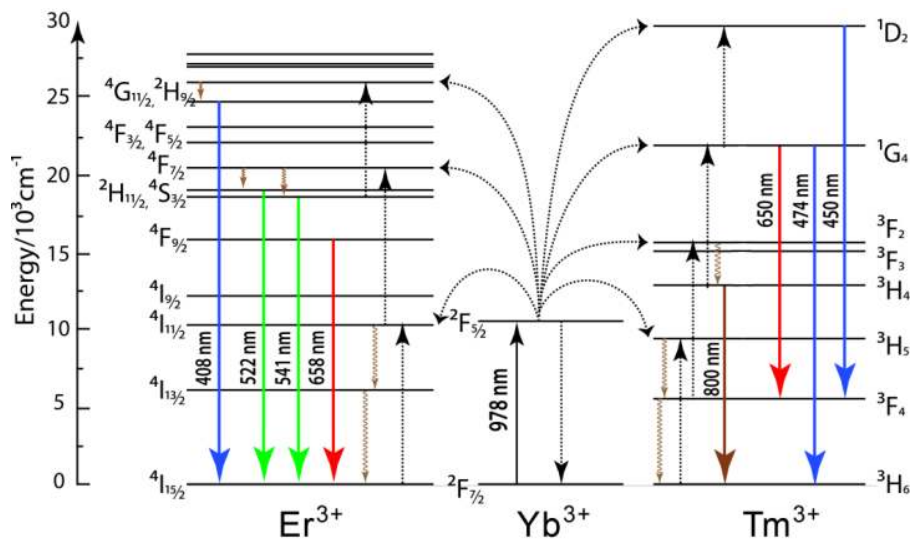 30
25
20
15
10
5
0
Energy/10³cm⁻¹
⁴G₁₁/₂, ²H₉/₂
⁴F₃/₂, ⁴F₅/₂
⁴F₇/₂
²H₁₁/₂, ⁴S₃/₂
⁴F₉/₂
⁴I₉/₂
⁴I₁₁/₂
⁴I₁₃/₂
⁴I₁₅/₂
408 nm
522 nm
541 nm
658 nm
Er³⁺
²F₅/₂
978 nm
²F₇/₂
Yb³⁺
¹D₂
¹G₄
³F₂
³F₃
³H₄
³H₅
³F₄
³H₆
650 nm
474 nm
450 nm
800 nm
Tm³⁺